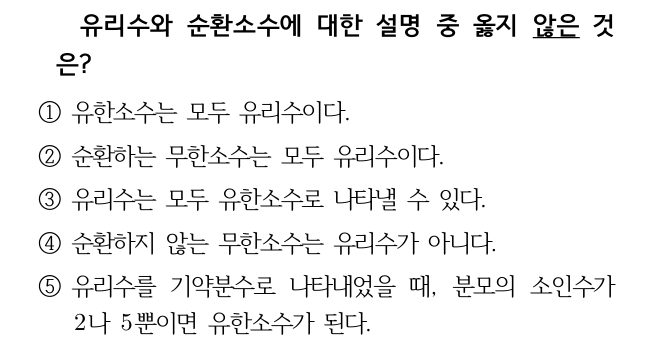 유리수와 순환소수에 대한 설명 중 옳지 않은 것
은?
① 유한소수는 모두 유리수이다.
② 순환하는 무한소수는 모두 유리수이다.
③ 유리수는 모두 유한소수로 나타낼 수 있다.
④ 순환하지 않는 무한소수는 유리수가 아니다.
⑤ 유리수를 기약분수로 나타내었을 때, 분모의 소인수가
2나 5뿐이면 유한소수가 된다.